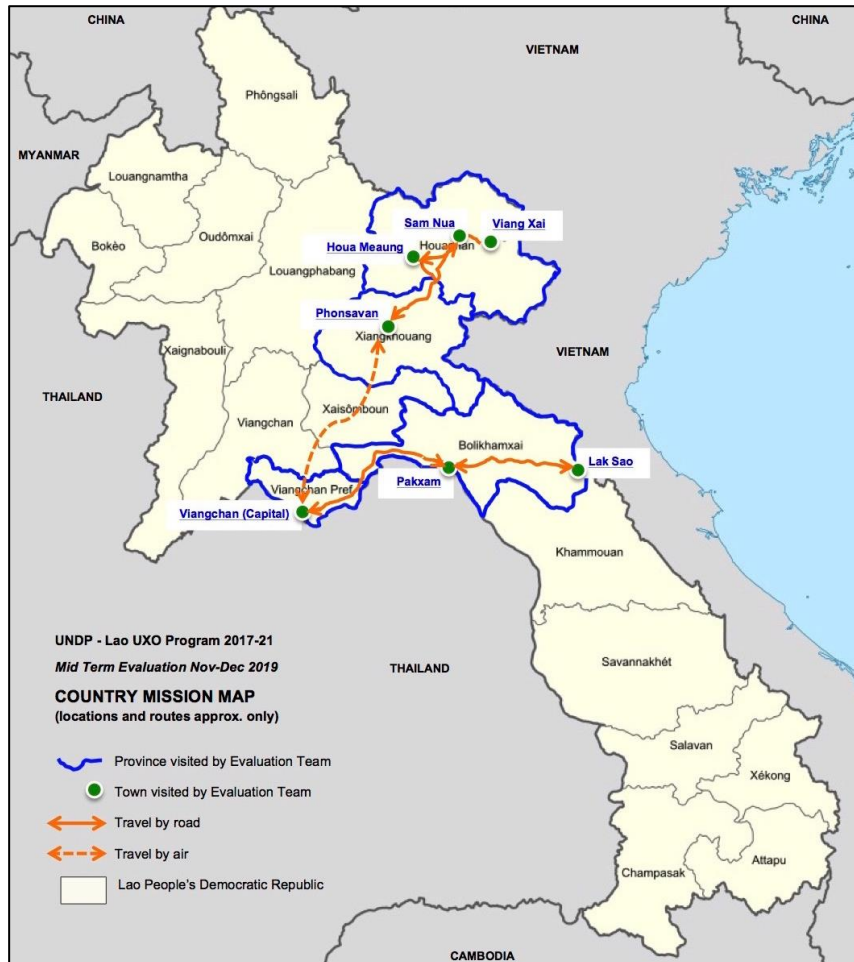 CHINA
CHINA
VIETNAM
Phôngsali
MYANMAR
Louangnamtha
Sam Nua
Viang Xai
Oudômxai
Bokèo
Houa Meaung
Houaphan
Louangphabang
Phonsavan
Xiangkhouang
Xaignabouli
VIETNAM
THAILAND
Xaisômboun
Viangchan
Bolikhamxai
Lak Sao
Pakxam
Viangchan Pref
Viangchan (Capital)
Khammouan
UNDP - Lao UXO Program 2017-21
Mid Term Evaluation Nov-Dec 2019
THAILAND
Savannakhét
COUNTRY MISSION MAP
(locations and routes approx. only)
Salavan
Province visited by Evaluation Team
Xékong
Town visited by Evaluation Team
Travel by road
Travel by air
Attapu
Champasak
Lao People's Democratic Republic
CAMBODIA